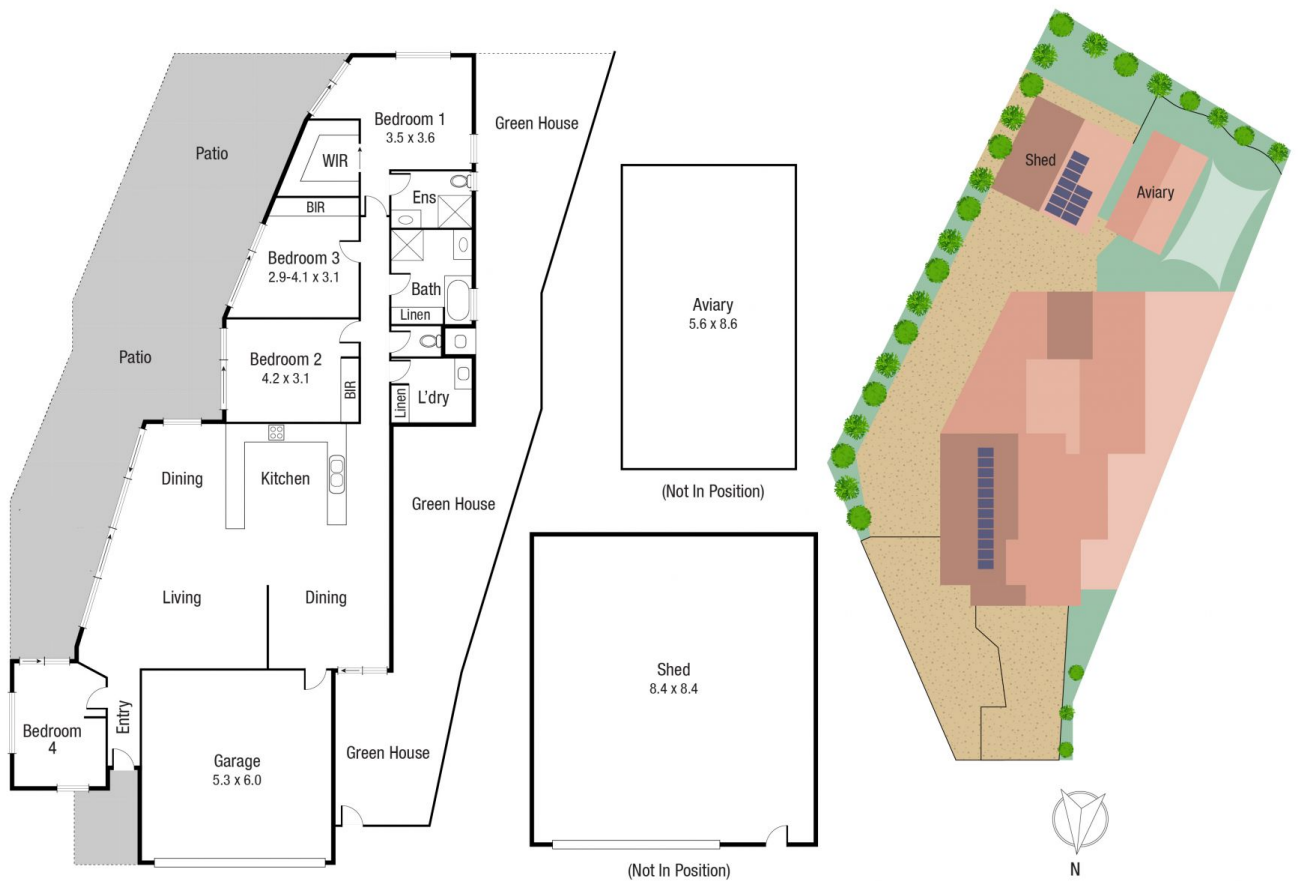 Bedroom 1
3.5 x 3.6
Green House
Patio
WIR
Ens
BIR
Bedroom 3
2.9-4.1 x 3.1
Bath
Linen
Patio
Bedroom 2
4.2 x 3.1
BIR
Linen
L'dry
Dining
Kitchen
Green House
Living
Dining
Bedroom
4
Entry
Garage
5.3 x 6.0
Green House
Aviary
5.6 x 8.6
(Not In Position)
Shed
8.4 x 8.4
(Not In Position)
Shed
Aviary
N